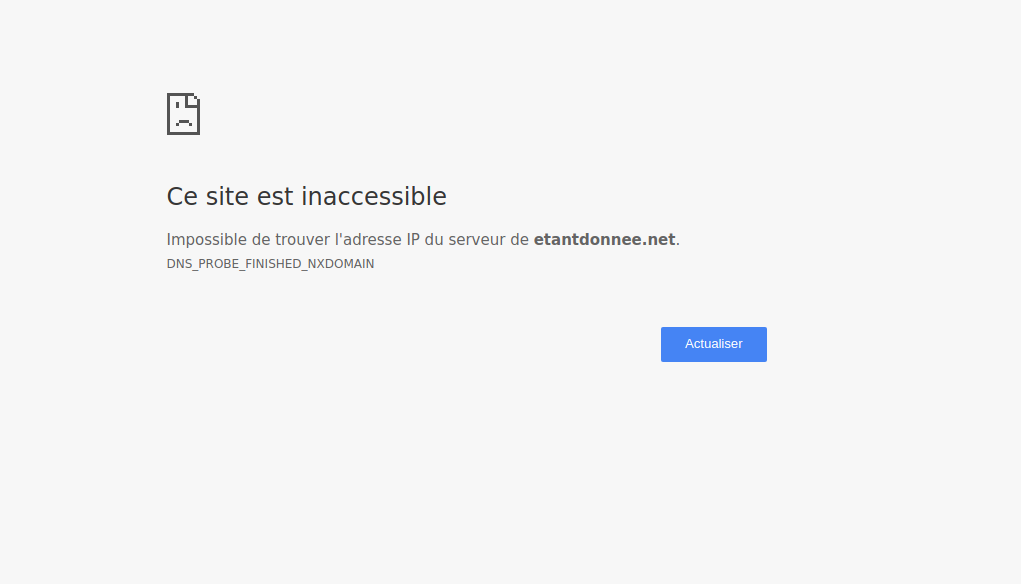 Ce site est inaccessible
Impossible de trouver l'adresse IP du serveur de etantdonnee.net.
DNS_PROBE_FINISHED_NXDOMAIN
Actualiser